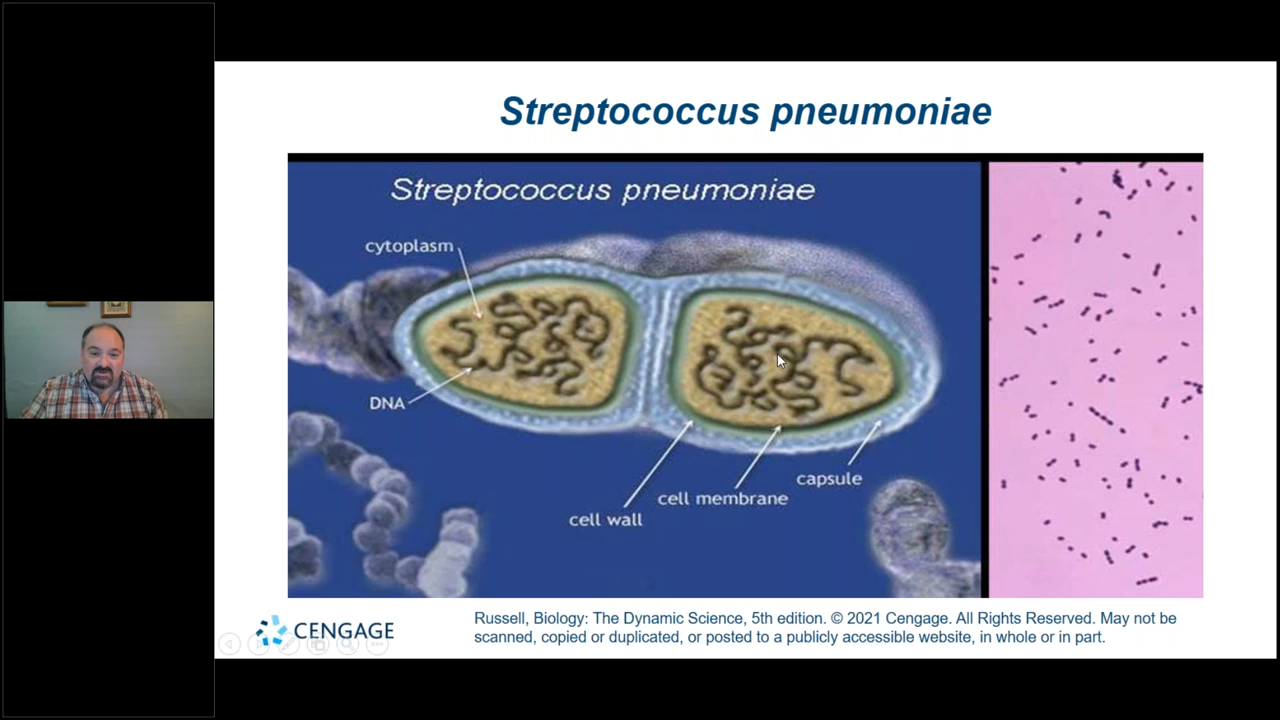 Streptococcus pneumoniae
Streptococcus pneumoniae
cytoplasm
DNA
capsule
cell membrane
cell wall
CENGAGE
Russell, Biology: The Dynamic Science, 5th edition. © 2021 Cengage. All Rights Reserved. May not be
scanned, copied or duplicated, or posted to a publicly accessible website, in whole or in part.